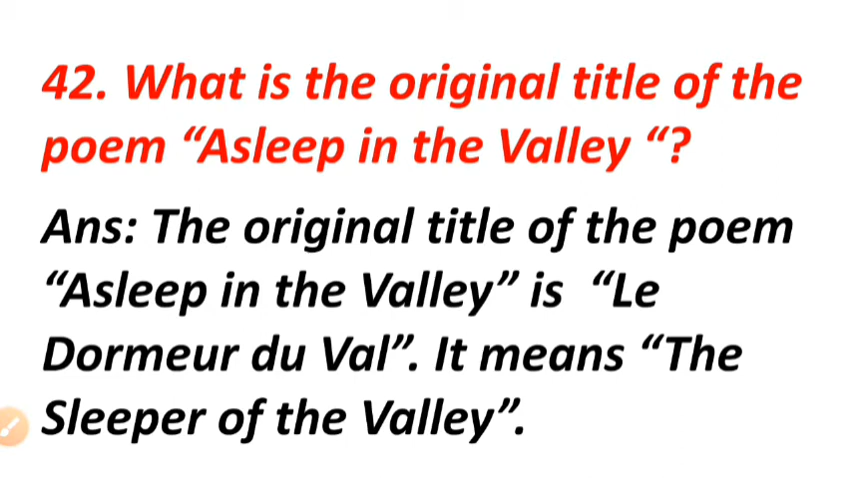 42. What is the original title of the
poem “Asleep in the Valley “?
Ans: The original title of the poem
“Asleep in the Valley” is “Le
Dormeur du Val”. It means “The
Sleeper of the Valley”.